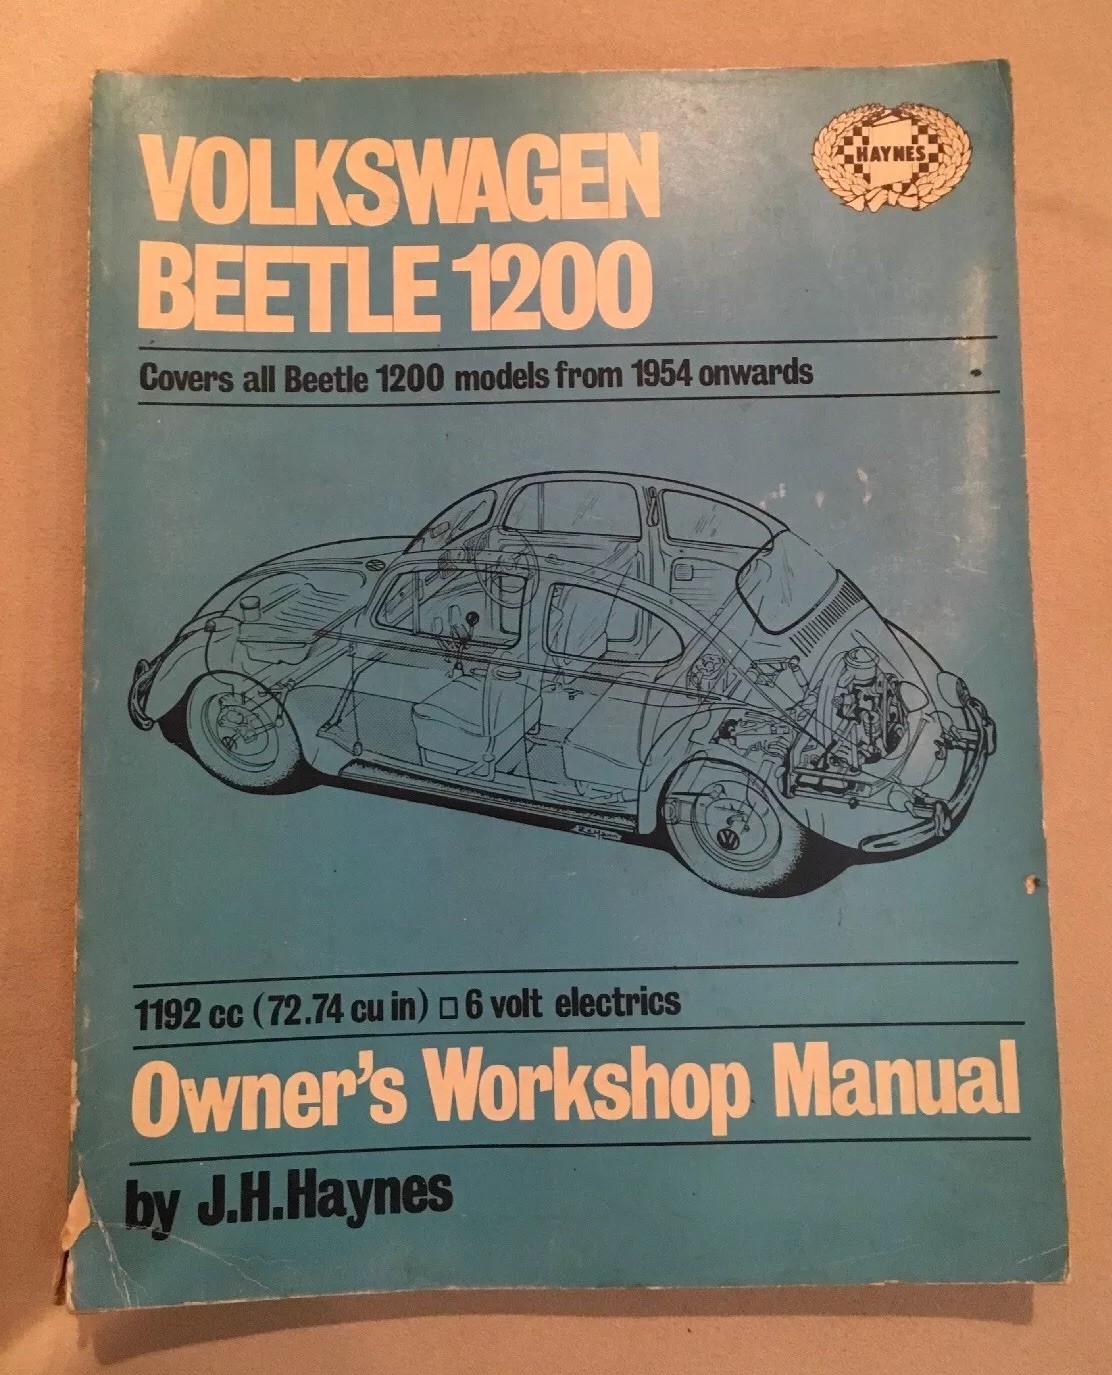 HAYNES
VOLKSWAGEN
BEETLE 1200
Covers all Beetle 1200 models from 1954 onwards
1192 cc (72.74 cu in) □ 6 volt electrics
Owner's Workshop Manual
by J.H.Haynes